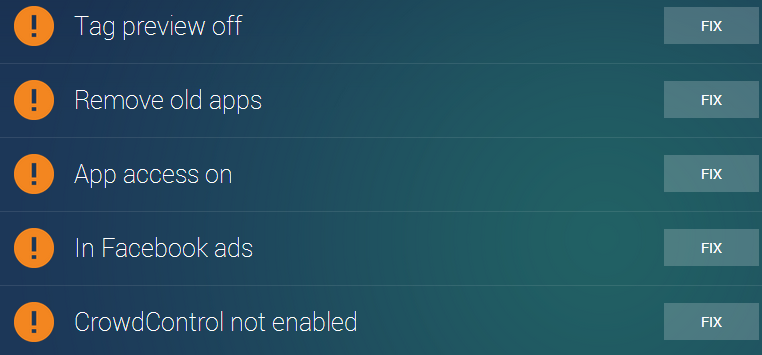 Tag preview off
FIX
Remove old apps
FIX
App access on
FIX
In Facebook ads
FIX
CrowdControl not enabled
FIX